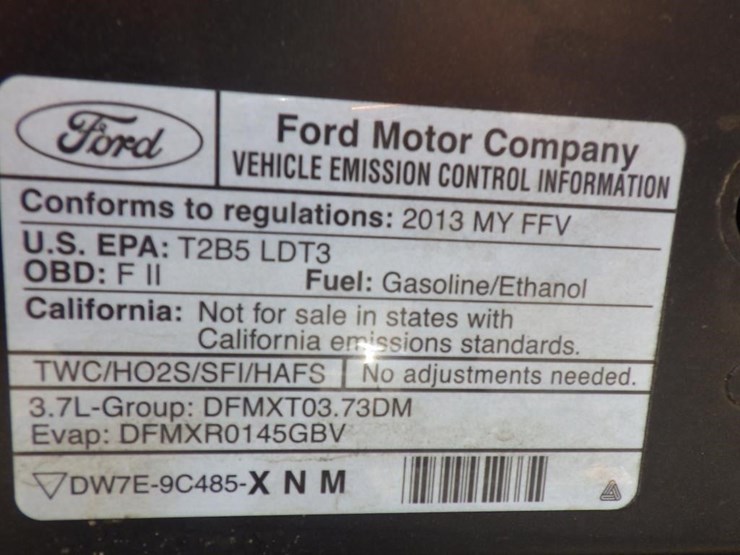 Ford
Ford Motor Company
VEHICLE EMISSION CONTROL INFORMATION
Conforms to regulations: 2013 MY FFV
U.S. EPA: T2B5 LDT3
OBD: F II Fuel: Gasoline/Ethanol
California: Not for sale in states with
California emissions standards.
TWC/HO2S/SFI/HAFS No adjustments needed.
3.7L-Group: DFMXT03.73DM
Evap: DFMXR0145GBV
DW7E-9C485-X N M